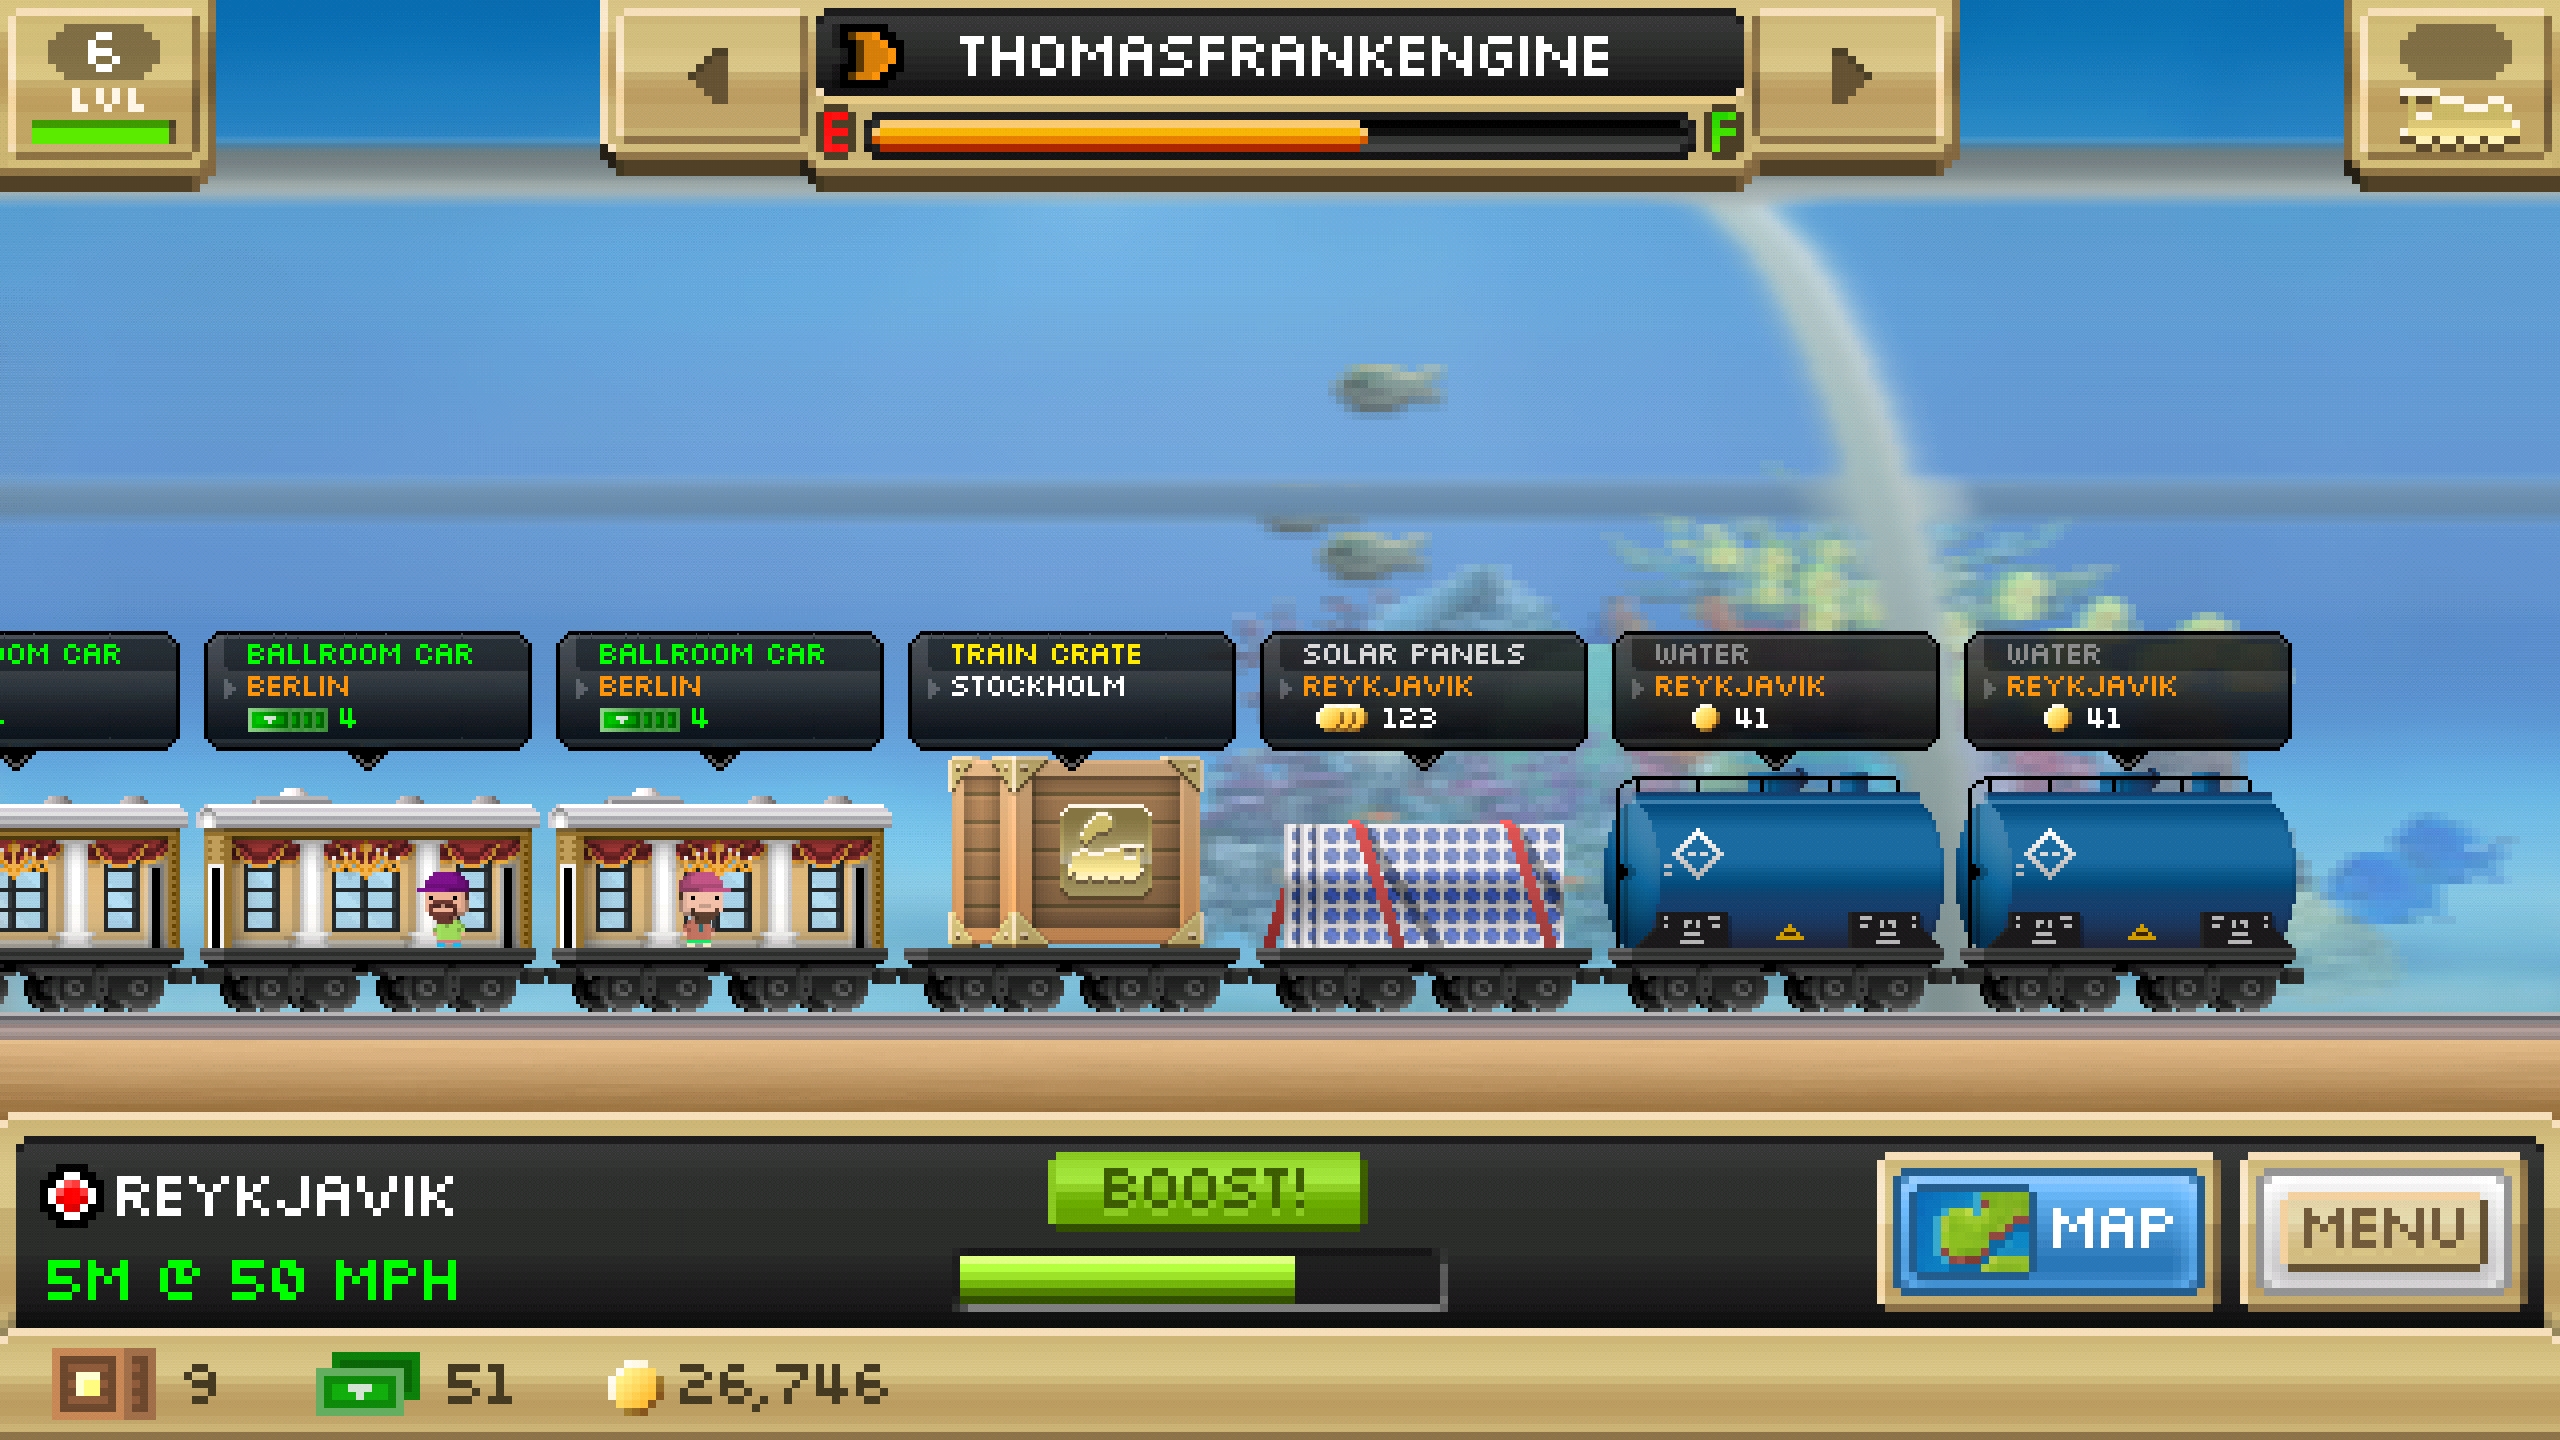 6
LVL
THOMASFRANKENGINE
E F
OOM CAR
BALLROOM CAR
BERLIN
4
BALLROOM CAR
BERLIN
4
TRAIN CRATE
STOCKHOLM
SOLAR PANELS
REYKJAVIK
123
WATER
REYKJAVIK
41
WATER
REYKJAVIK
41
REYKJAVIK
5M @ 50 MPH
BOOST!
MAP
MENU
9
51
26,746